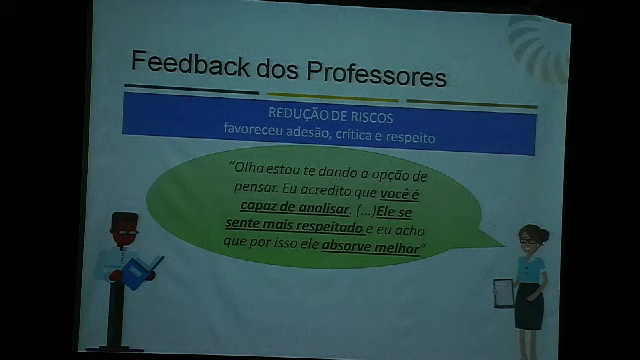 Feedback dos Professores
REDUÇÃO DE RISCOS
favoreceu adesão, crítica e respeito
"Olha estou te dando a opção de
pensar. Eu acredito que você é
capaz de analisar. (...)Ele se
sente mais respeitado e eu acho
que por isso ele absorve melhor"